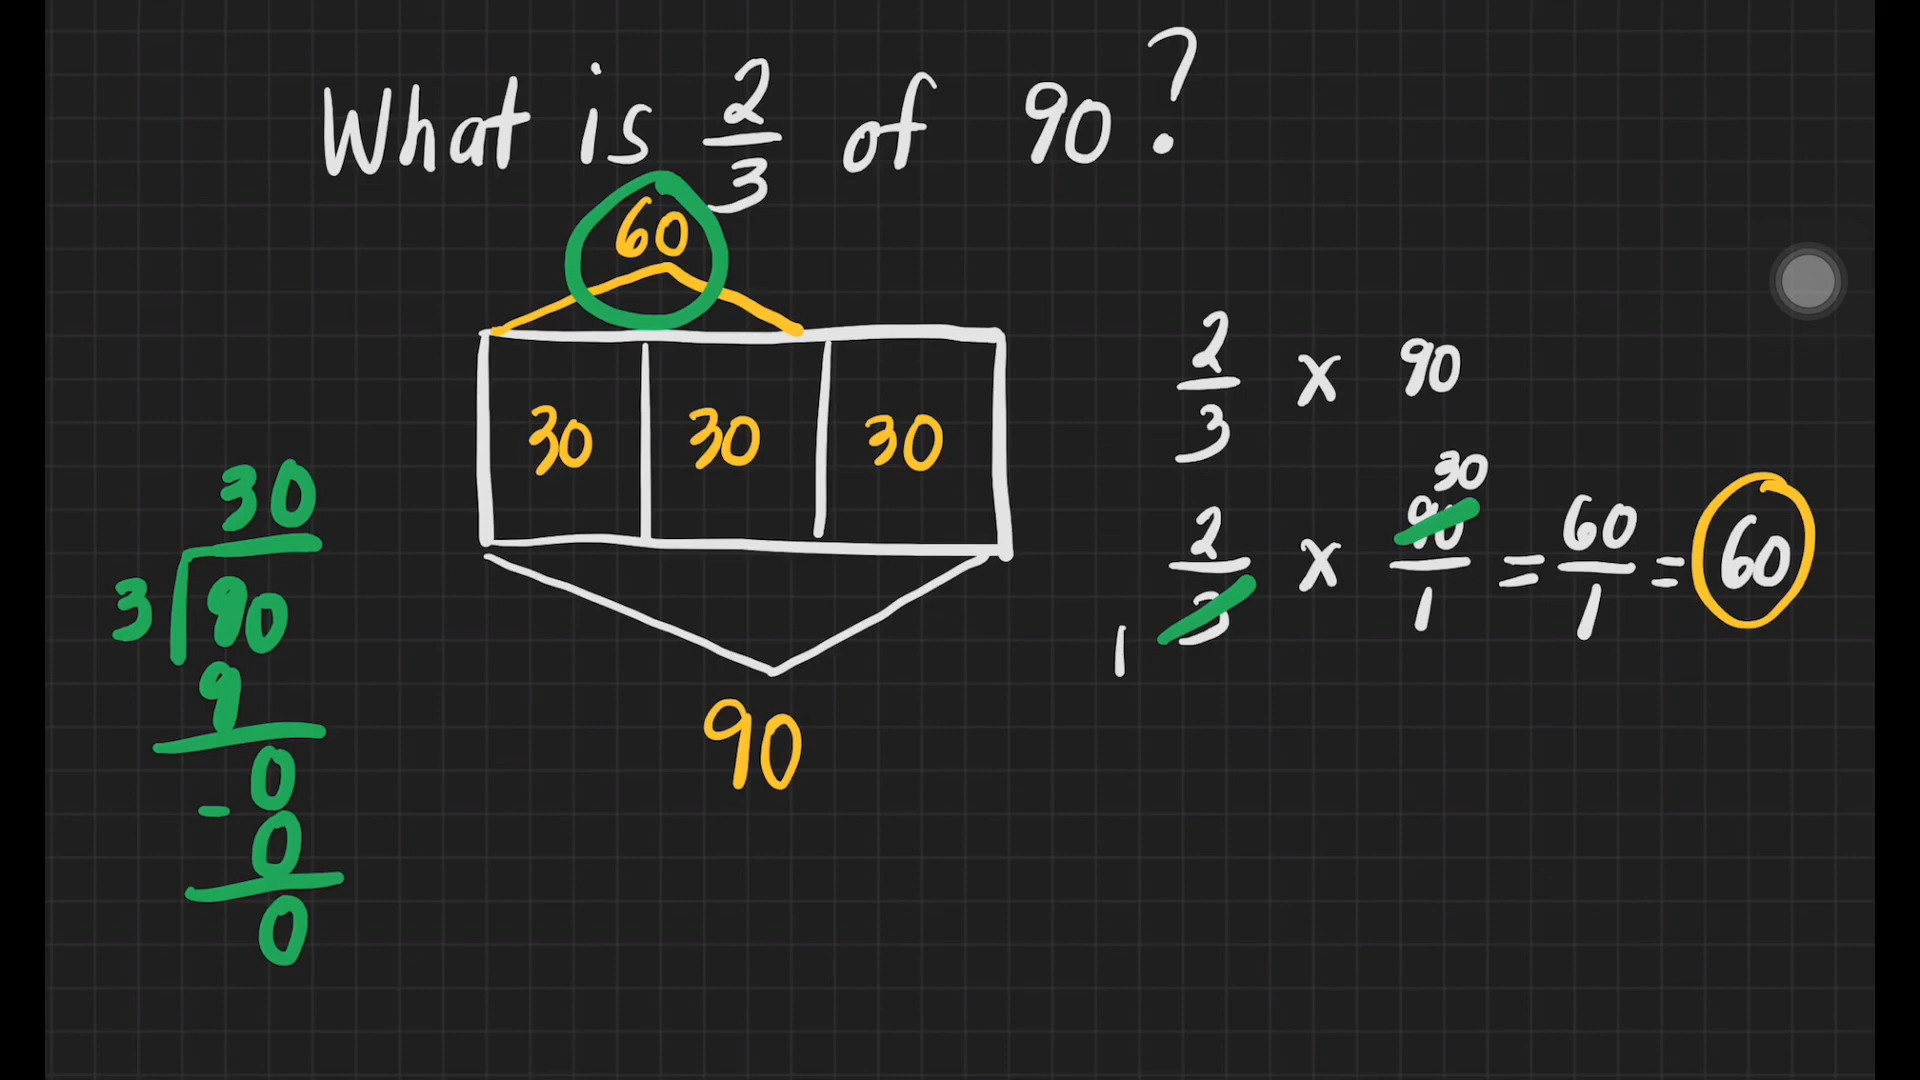 What is 2/3 of 90?
60
30 30 30
90
30
3 90
9
0
- 0
0
2/3 x 90
30
2/3 x 90/1 = 60/1 = 60
1